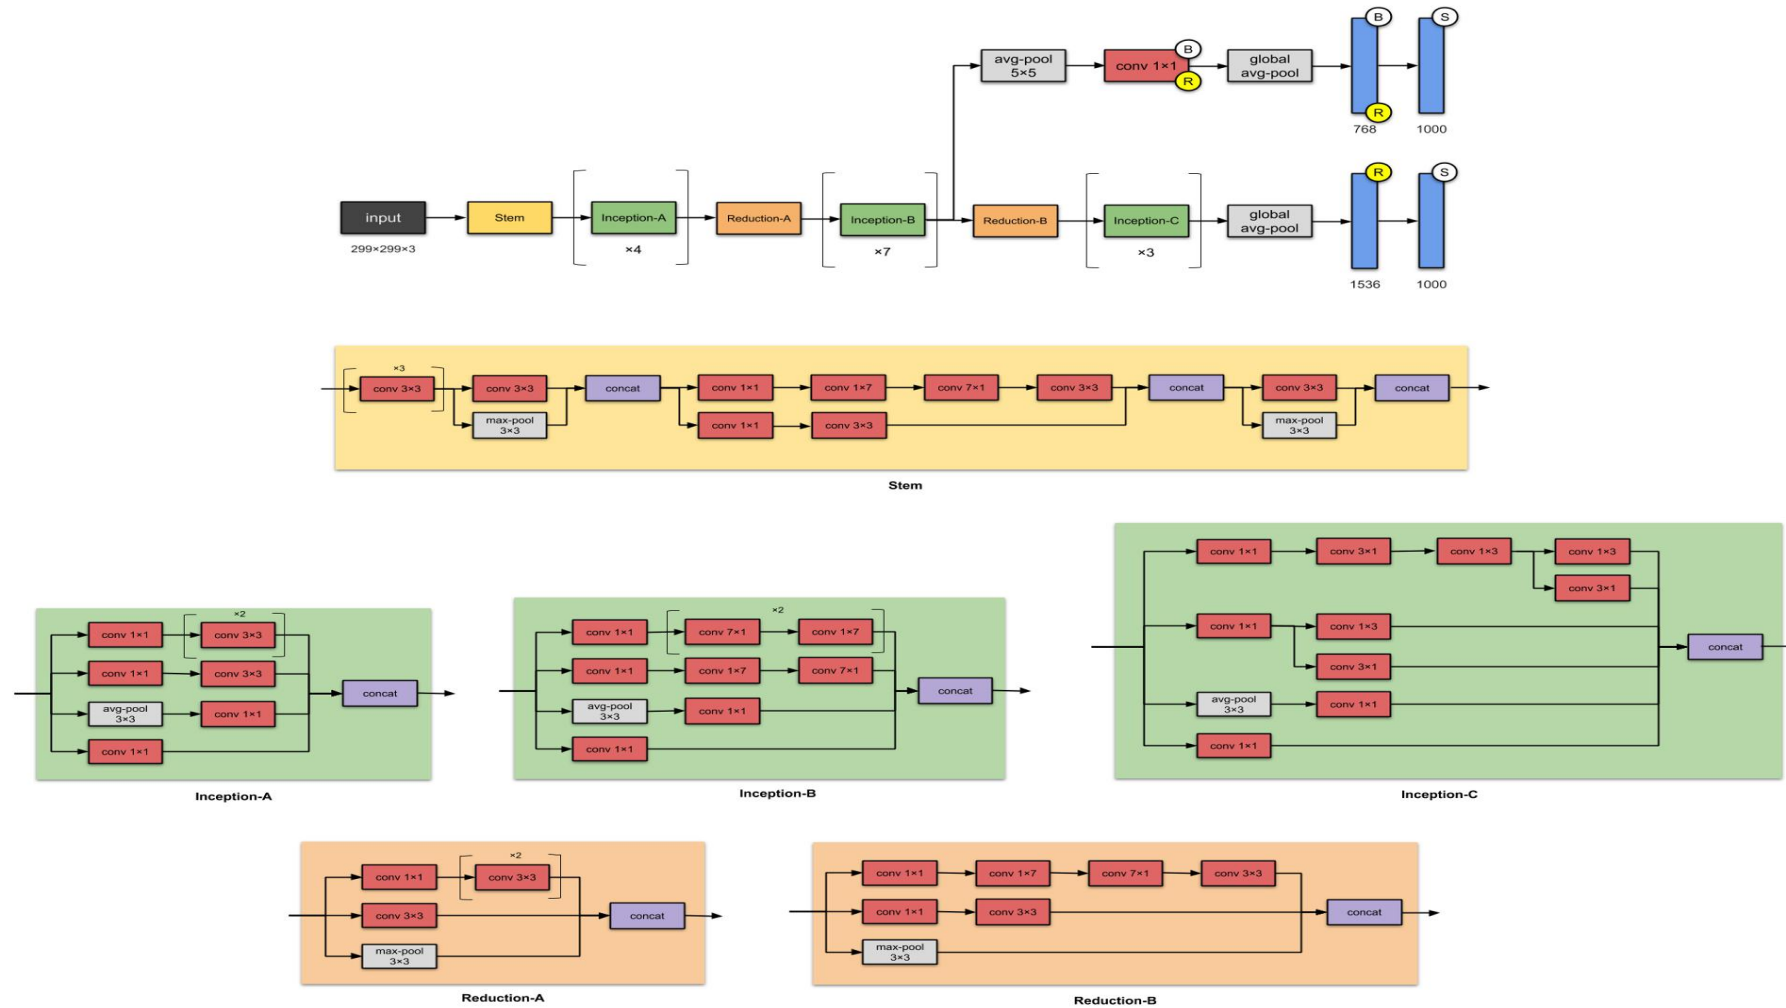 B
S
avg-pool
5×5
conv 1×1
B
R
global
avg-pool
R
768
1000
R
S
input
Stem
Inception-A
Reduction-A
Inception-B
Reduction-B
Inception-C
global
avg-pool
299×299×3
×4
×7
×3
1536
1000
×3
conv 3×3
conv 3×3
concat
conv 1×1
conv 1×7
conv 7×1
conv 3×3
concat
conv 3×3
concat
max-pool
3×3
conv 1×1
conv 3×3
max-pool
3×3
Stem
×2
conv 1×1
conv 3×3
conv 1×1
conv 3×3
avg-pool
3×3
conv 1×1
conv 1×1
concat
Inception-A
×2
conv 1×1
conv 7×1
conv 1×7
conv 1×1
conv 1×7
conv 7×1
avg-pool
3×3
conv 1×1
conv 1×1
concat
Inception-B
conv 1×1
conv 3×1
conv 1×3
conv 1×3
conv 3×1
conv 1×1
conv 1×3
conv 3×1
avg-pool
3×3
conv 1×1
conv 1×1
concat
Inception-C
×2
conv 1×1
conv 3×3
conv 3×3
max-pool
3×3
concat
Reduction-A
conv 1×1
conv 1×7
conv 7×1
conv 3×3
conv 1×1
conv 3×3
max-pool
3×3
concat
Reduction-B